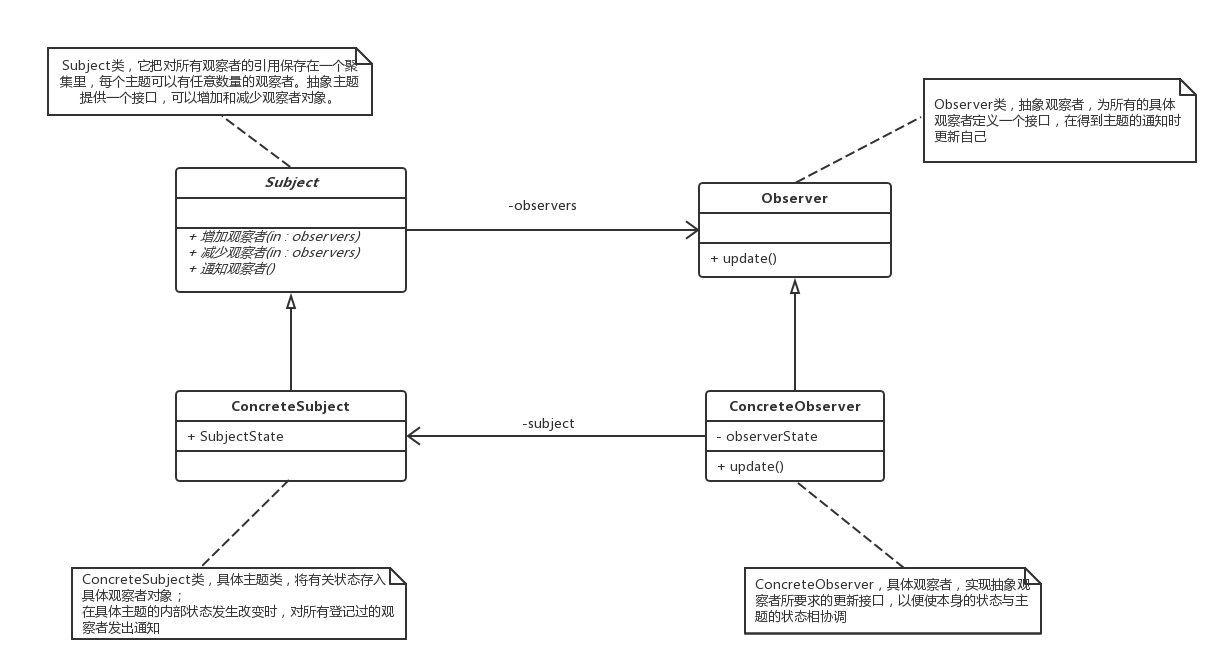 Subject类，它把对所有观察者的引用保存在一个聚
集里，每个主题可以有任意数量的观察者。抽象主题
提供一个接口，可以增加和减少观察者对象。
Observer类，抽象观察者，为所有的具体
观察者定义一个接口，在得到主题的通知时
更新自己
Subject
+ 增加观察者(in : observers)
+ 减少观察者(in : observers)
+ 通知观察者()
-observers
Observer
+ update()
ConcreteSubject
+ SubjectState
-subject
ConcreteObserver
- observerState
+ update()
ConcreteSubject类，具体主题类，将有关状态存入
具体观察者对象；
在具体主题的内部状态发生改变时，对所有登记过的观
察者发出通知
ConcreteObserver，具体观察者，实现抽象观
察者所要求的更新接口，以便使本身的状态与主
题的状态相协调